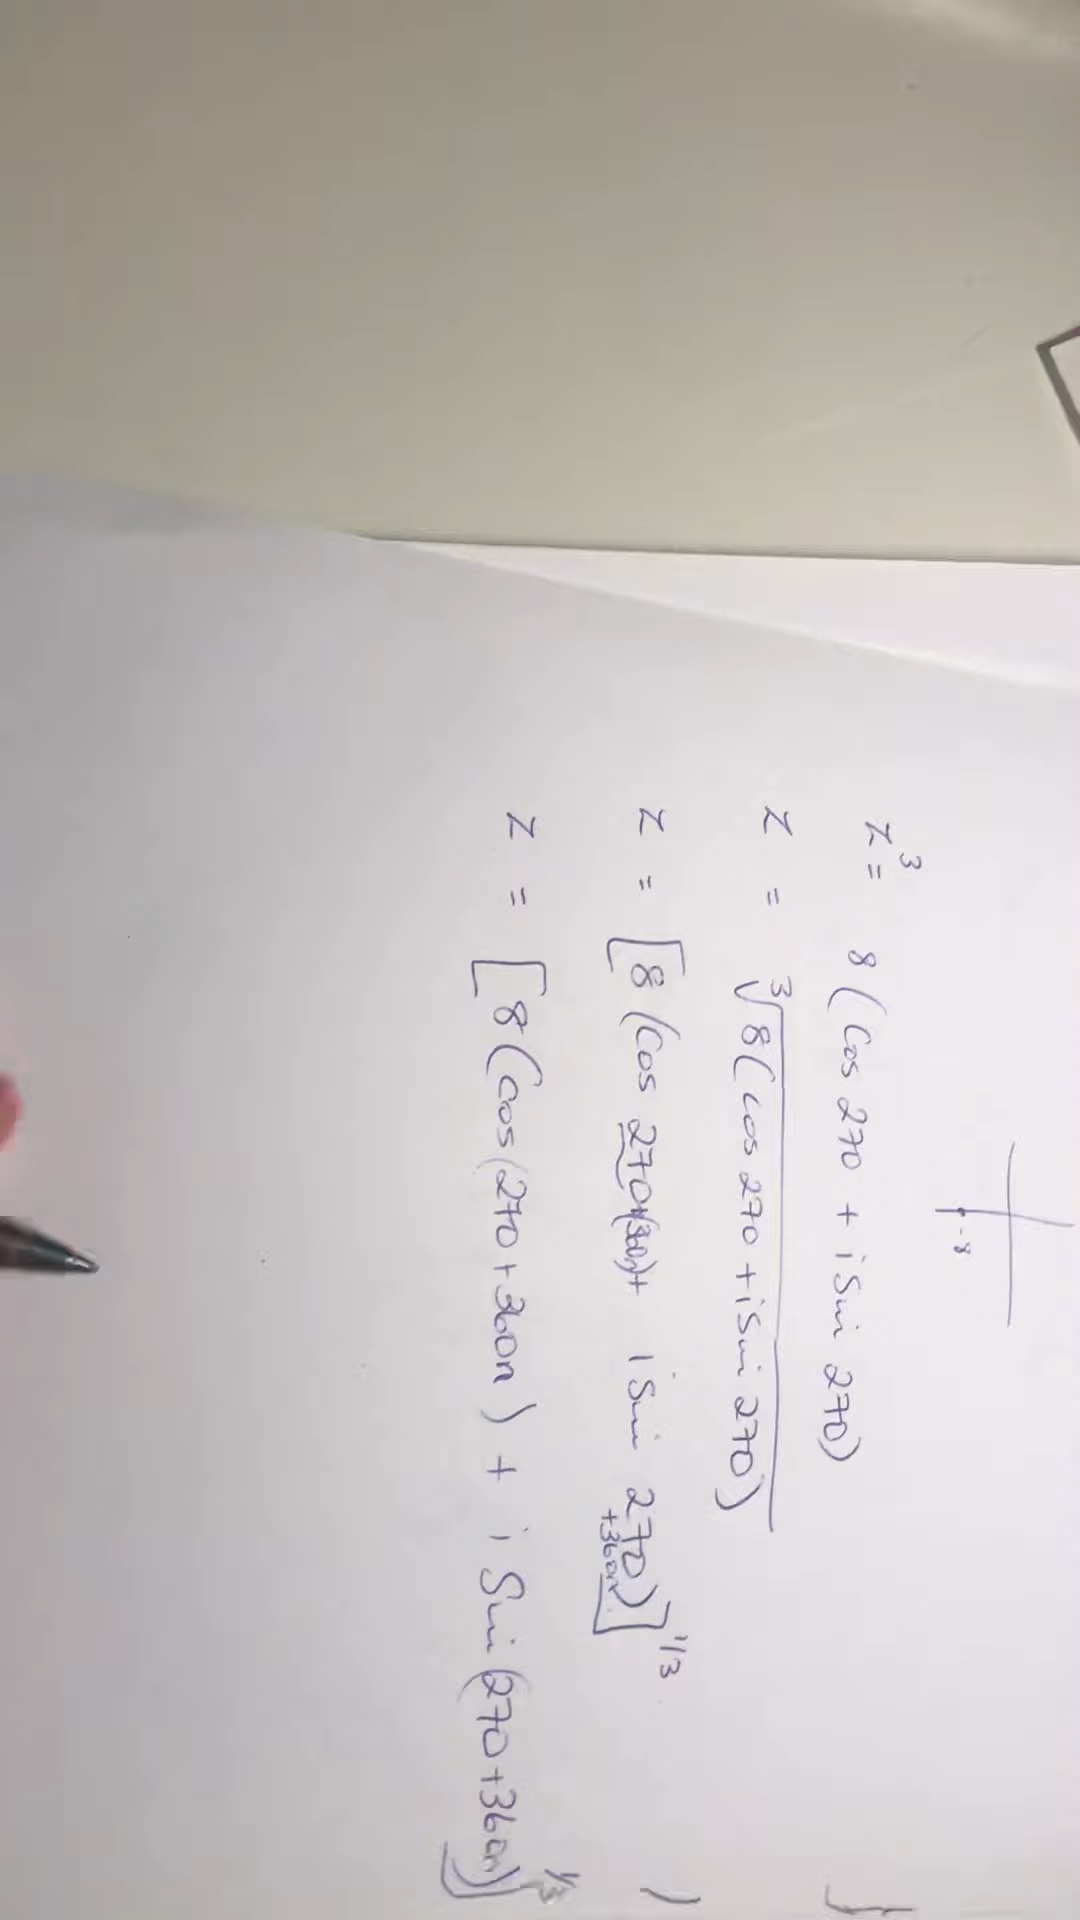 -8
z³ = 8(Cos 270 + i Sin 270)
z = ∛8(cos 270 + i Sin 270)
z = [8(Cos 270+(360n)+ i Sin 270+360n)]^1/3
z = [8(Cos(270+360n) + i Sin(270+360n)]^1/3